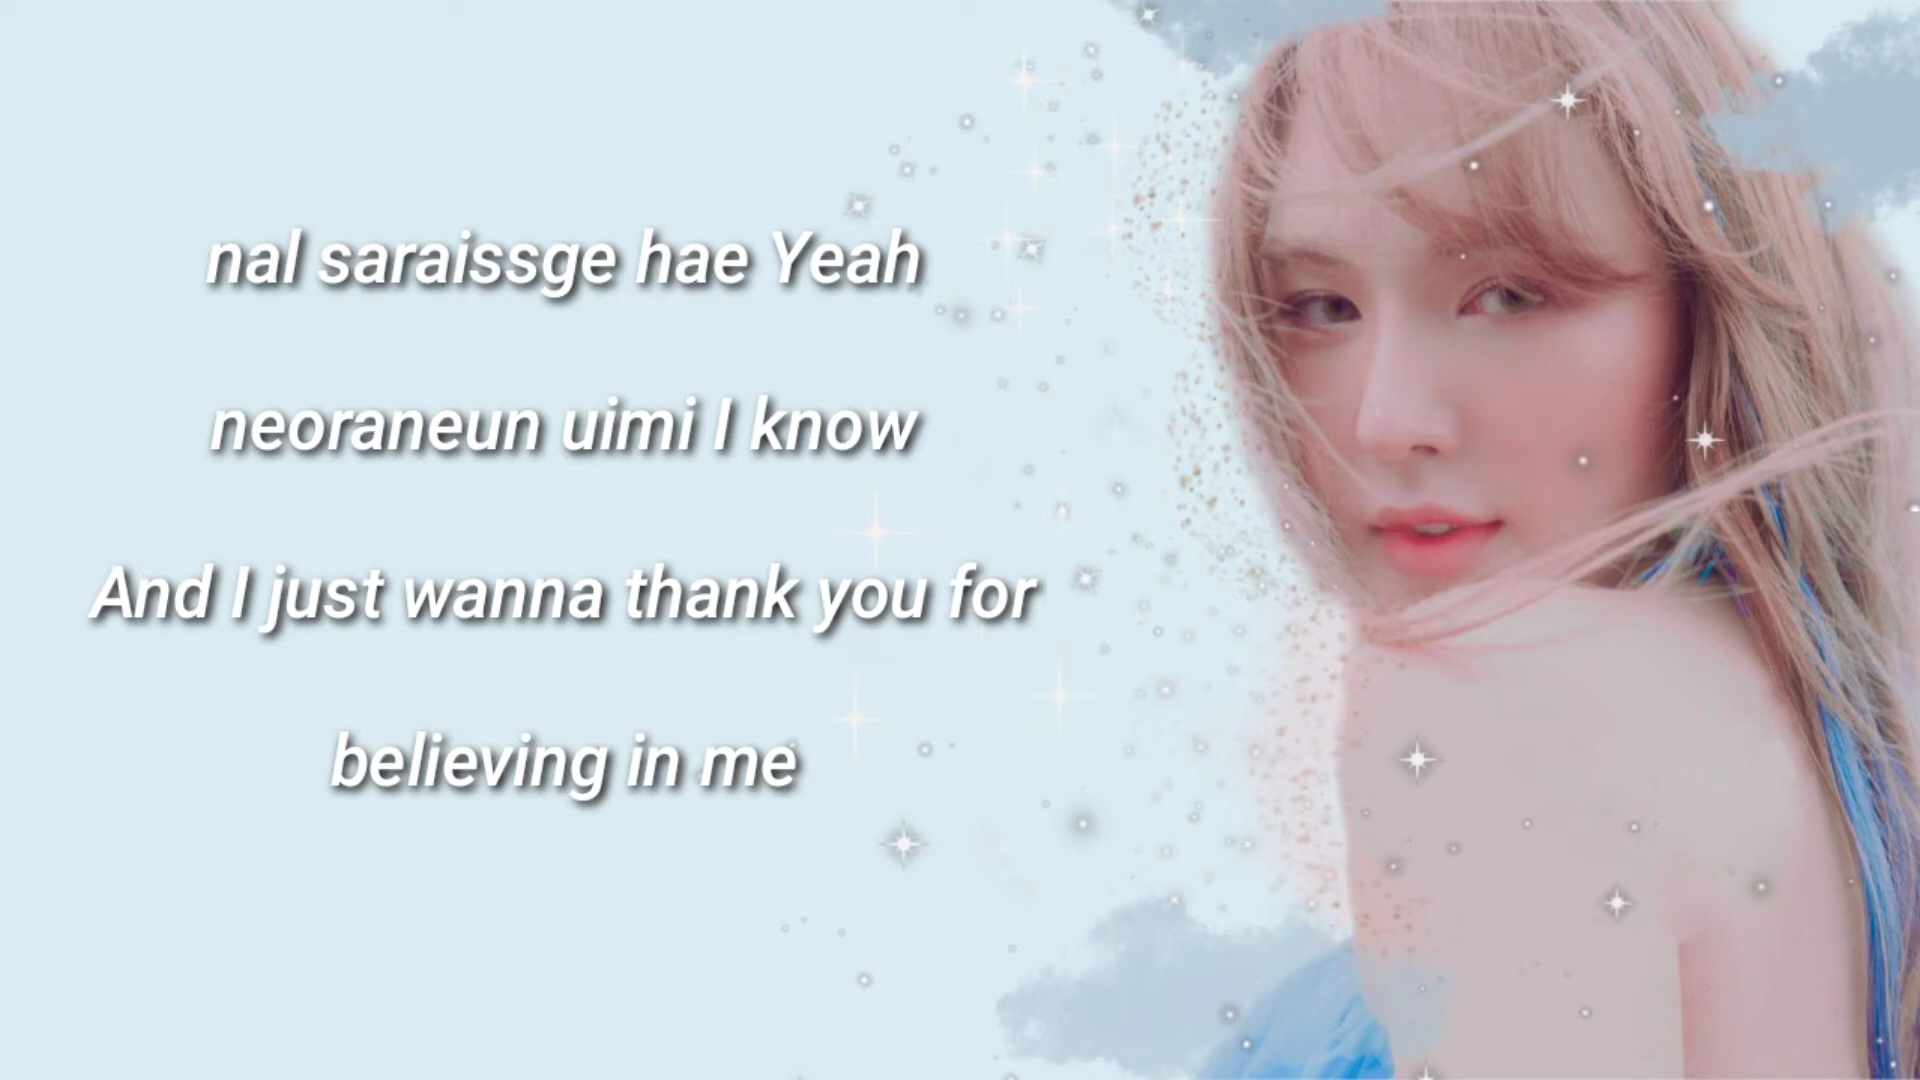 nal saraissge hae Yeah
neoraneun uimi I know
And I just wanna thank you for
believing in me